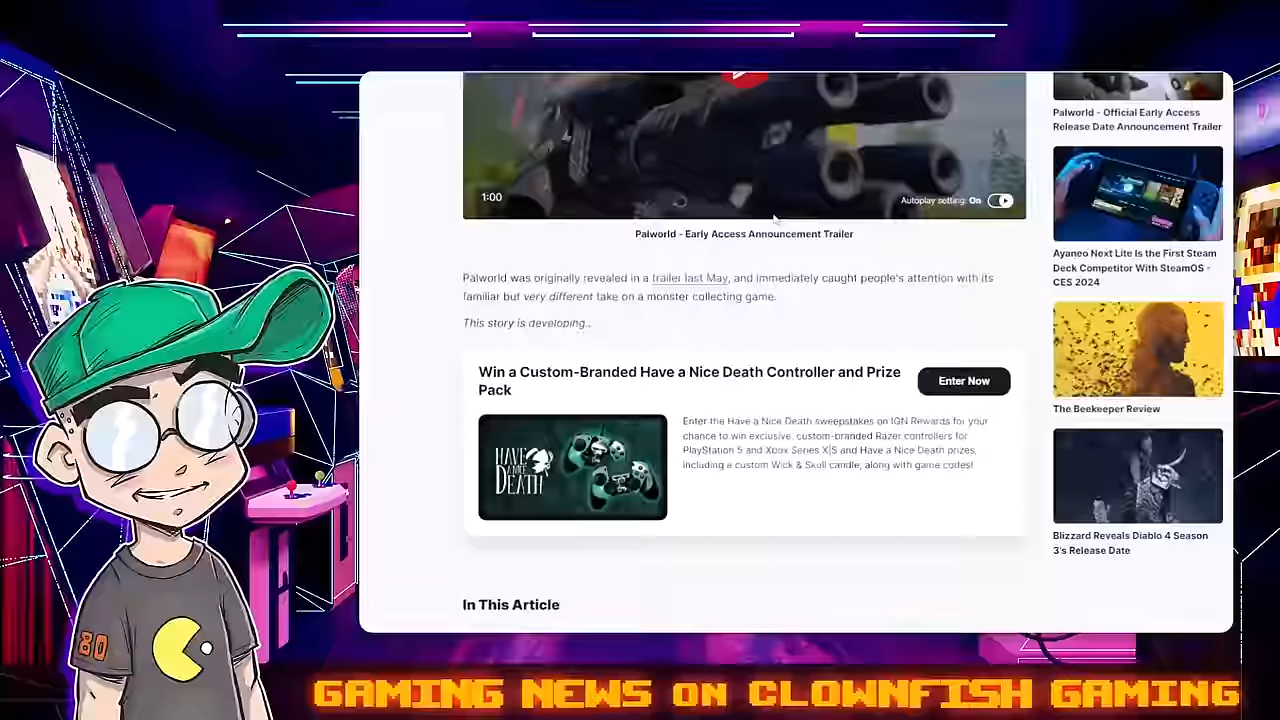 1:00
Autoplay setting: On
Palworld - Early Access Announcement Trailer
Palworld was originally revealed in a trailer last May, and immediately caught people's attention with its
familiar but very different take on a monster collecting game.
This story is developing..
Win a Custom-Branded Have a Nice Death Controller and Prize
Pack
Enter Now
HAVE
A NICE
DEATH
Enter the Have a Nice Death sweepstakes on IGN Rewards for your
chance to win exclusive, custom-branded Razer controllers for
PlayStation 5 and Xbox Series X|S and Have a Nice Death prizes,
including a custom Wick & Skull candle, along with game codes!
In This Article
Palworld - Official Early Access
Release Date Announcement Trailer
Ayaneo Next Lite Is the First Steam
Deck Competitor With SteamOS -
CES 2024
The Beekeeper Review
Blizzard Reveals Diablo 4 Season
3's Release Date
80
GAMING NEWS ON CLOWNFISH GAMING